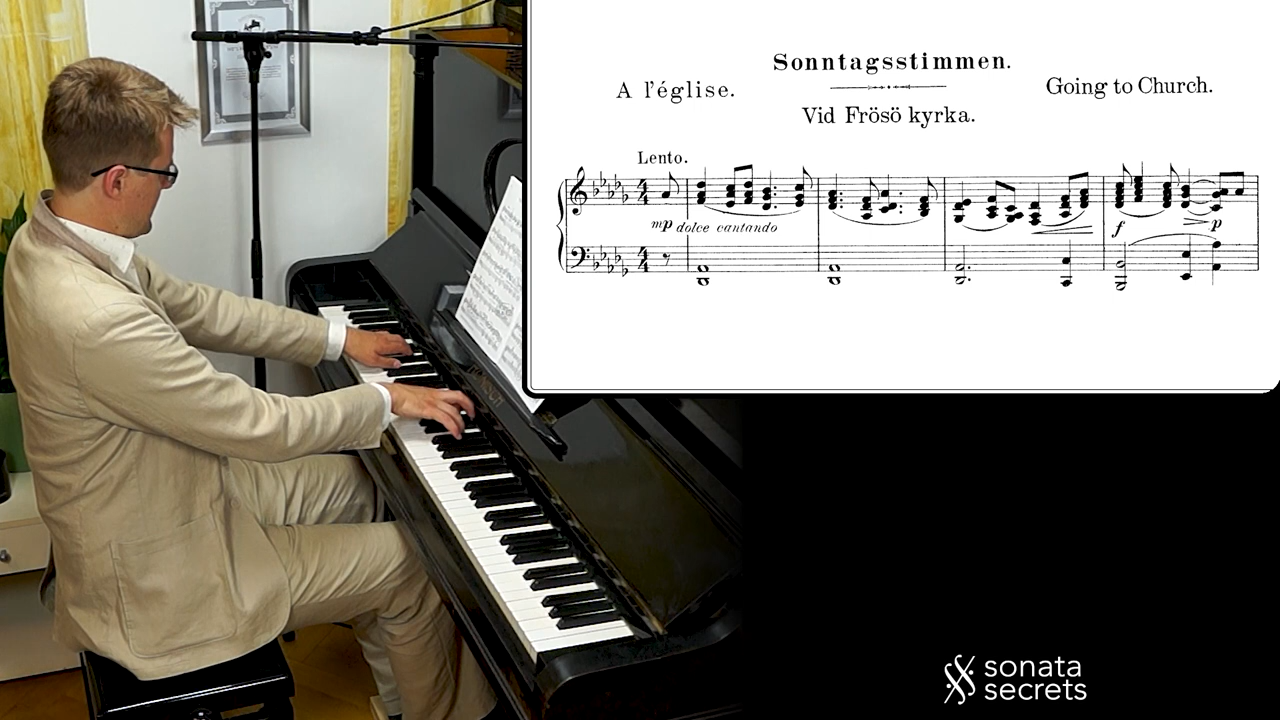 Sonntagsstimmen.
A l'église.
Going to Church.
Vid Frösö kyrka.
Lento.
mp dolce cantando
f
p
sonata
secrets